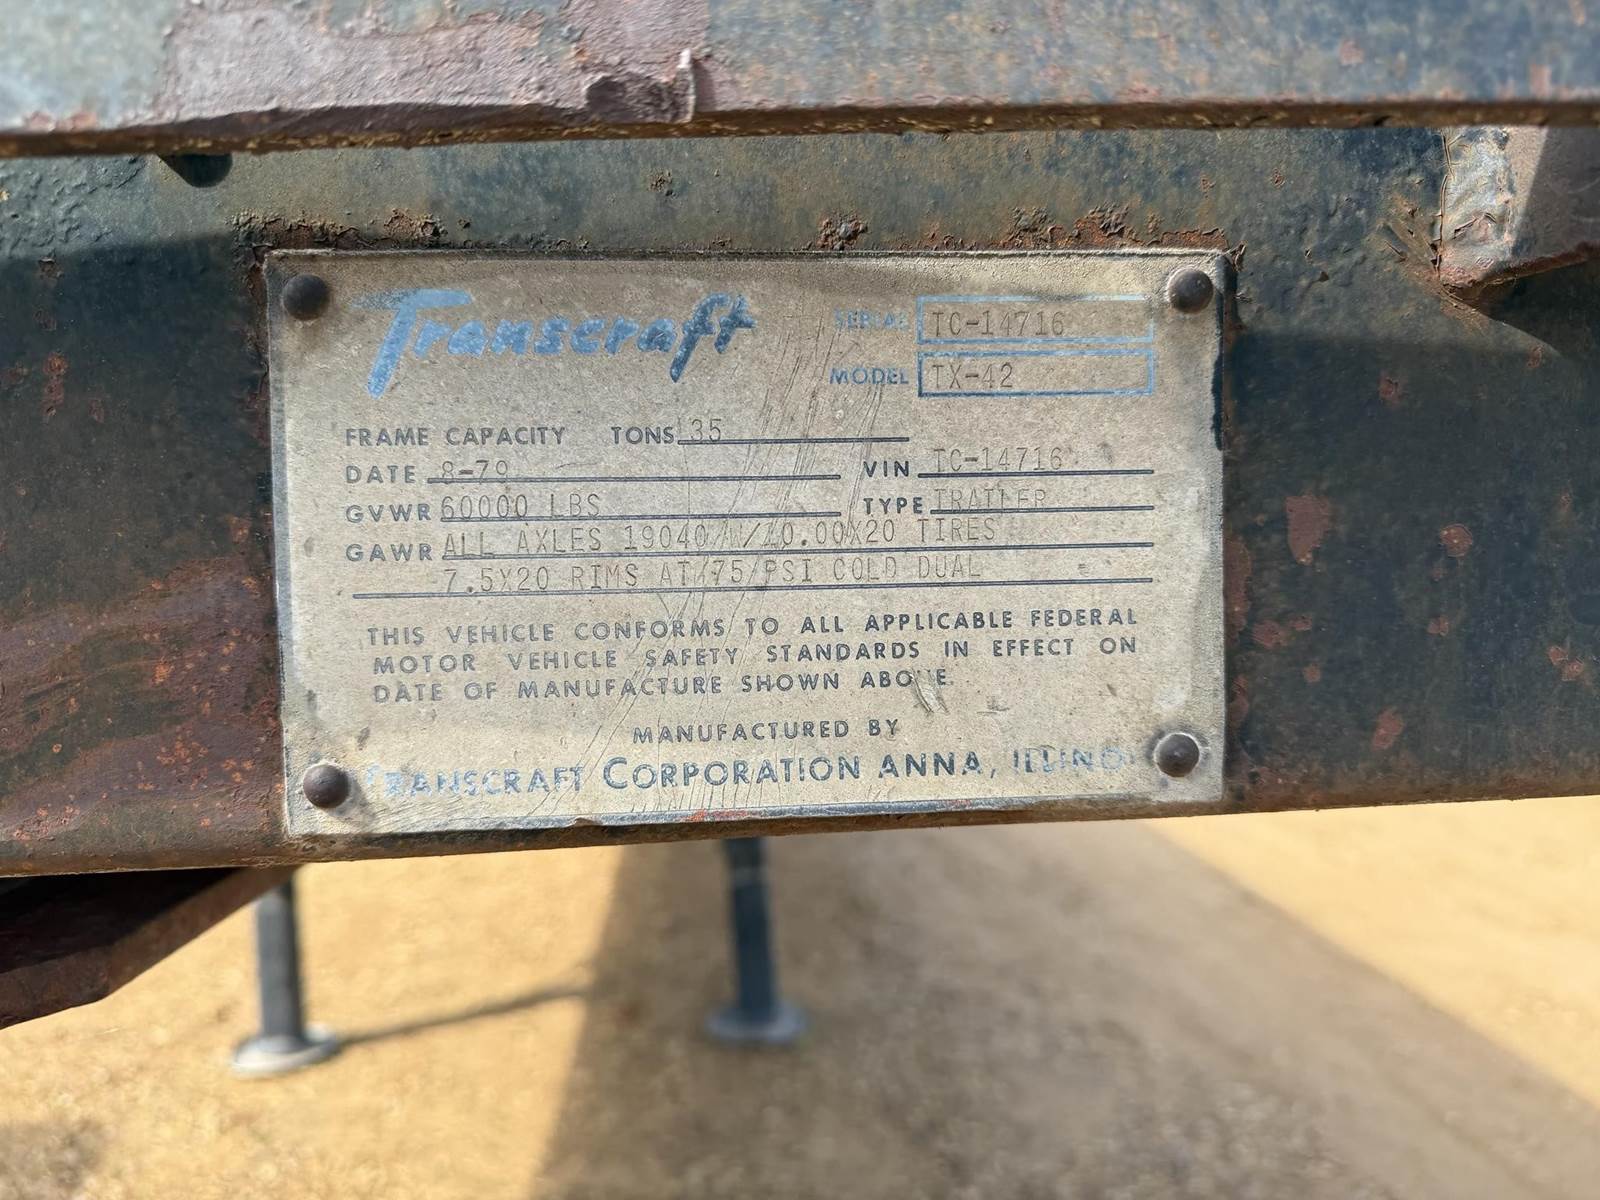 Transcraft
SERIAL TC-14716
MODEL TX-42
FRAME CAPACITY TONS 35
DATE 8-79 VIN TC-14716
GVWR 60000 LBS TYPE TRAILER
GAWR ALL AXLES 19040 W/10.00X20 TIRES
7.5X20 RIMS AT 75 PSI COLD DUAL
THIS VEHICLE CONFORMS TO ALL APPLICABLE FEDERAL
MOTOR VEHICLE SAFETY STANDARDS IN EFFECT ON
DATE OF MANUFACTURE SHOWN ABOVE.
MANUFACTURED BY
TRANSCRAFT CORPORATION ANNA, ILLINOIS